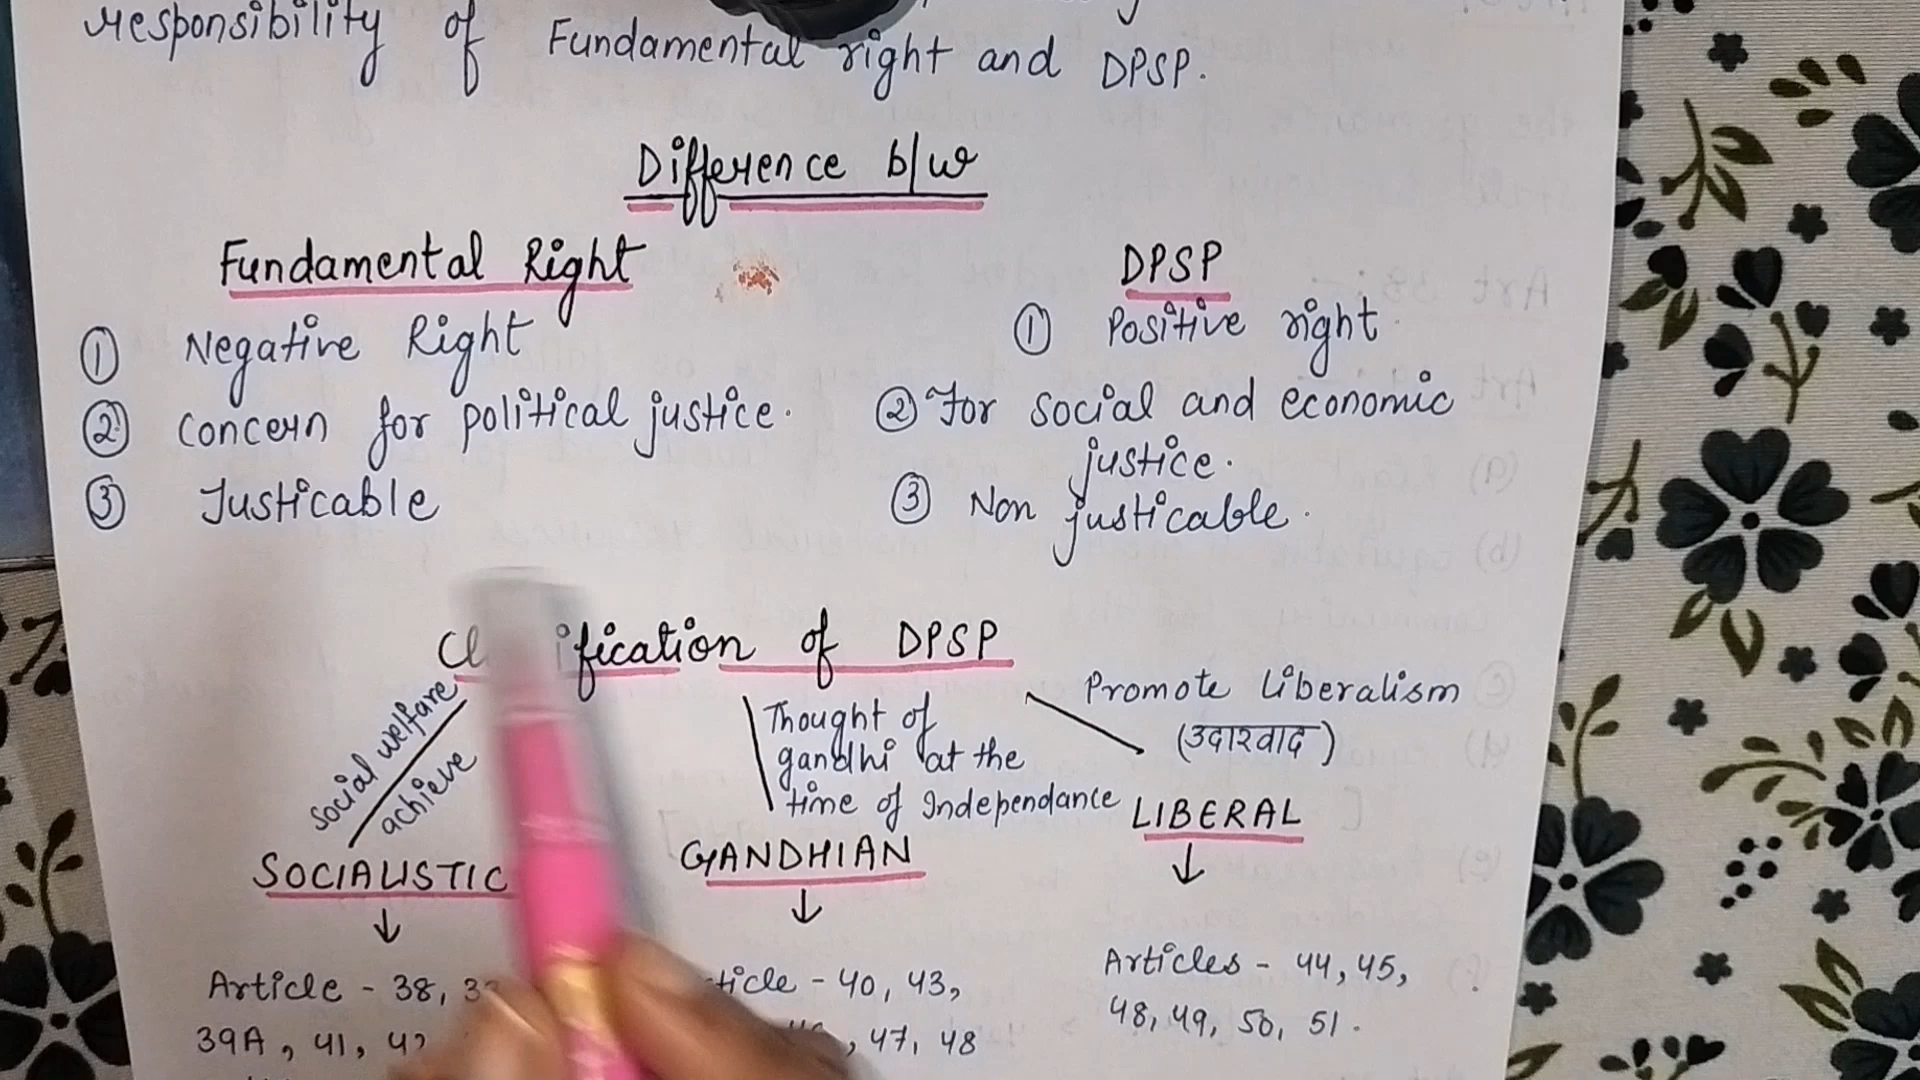 responsibility of Fundamental right and DPSP.
Difference b/w
Fundamental Right
① Negative Right
② Concern for political justice.
③ Justicable
DPSP
① Positive right
② For social and economic
justice.
③ Non justicable.
of DPSP
social welfare
achieve
SOCIALISTIC
↓
Article - 38,
39A, 41, 42
Thought of
gandhi at the
time of Independance
GANDHIAN
↓
- 40, 43,
, 47, 48
Promote Liberalism
(उदारवाद)
LIBERAL
↓
Articles - 44, 45,
48, 49, 50, 51.